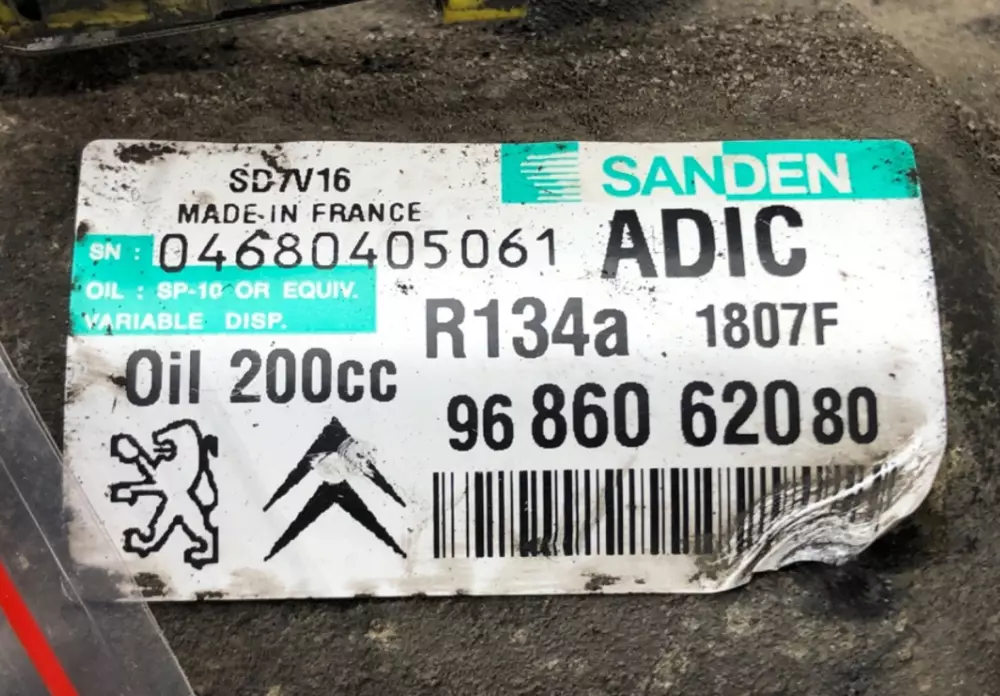 SD7V16
SANDEN
MADE-IN FRANCE
ADIC
SN : 04680405061
OIL : SP-10 OR EQUIV.
VARIABLE DISP.
R134a 1807F
Oil 200cc
96 860 620 80